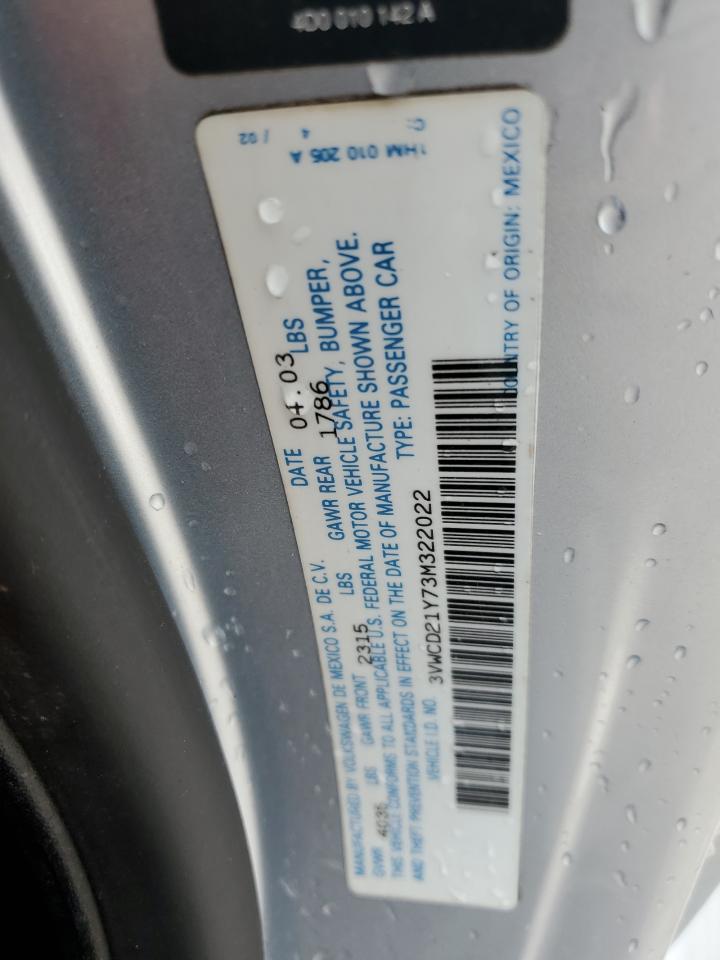 4D0 010 142 A
1HM 010 206 A
4 / 02
MANUFACTURED BY VOLKSWAGEN DE MEXICO S.A. DE C.V. DATE 04.03
GVWR 4036 LBS GAWR FRONT 2315 LBS GAWR REAR 1786 LBS
THIS VEHICLE CONFORMS TO ALL APPLICABLE U.S. FEDERAL MOTOR VEHICLE SAFETY, BUMPER,
AND THEFT PREVENTION STANDARDS IN EFFECT ON THE DATE OF MANUFACTURE SHOWN ABOVE.
VEHICLE I.D. NO. 3VWCD21Y73M322022 TYPE: PASSENGER CAR
COUNTRY OF ORIGIN: MEXICO